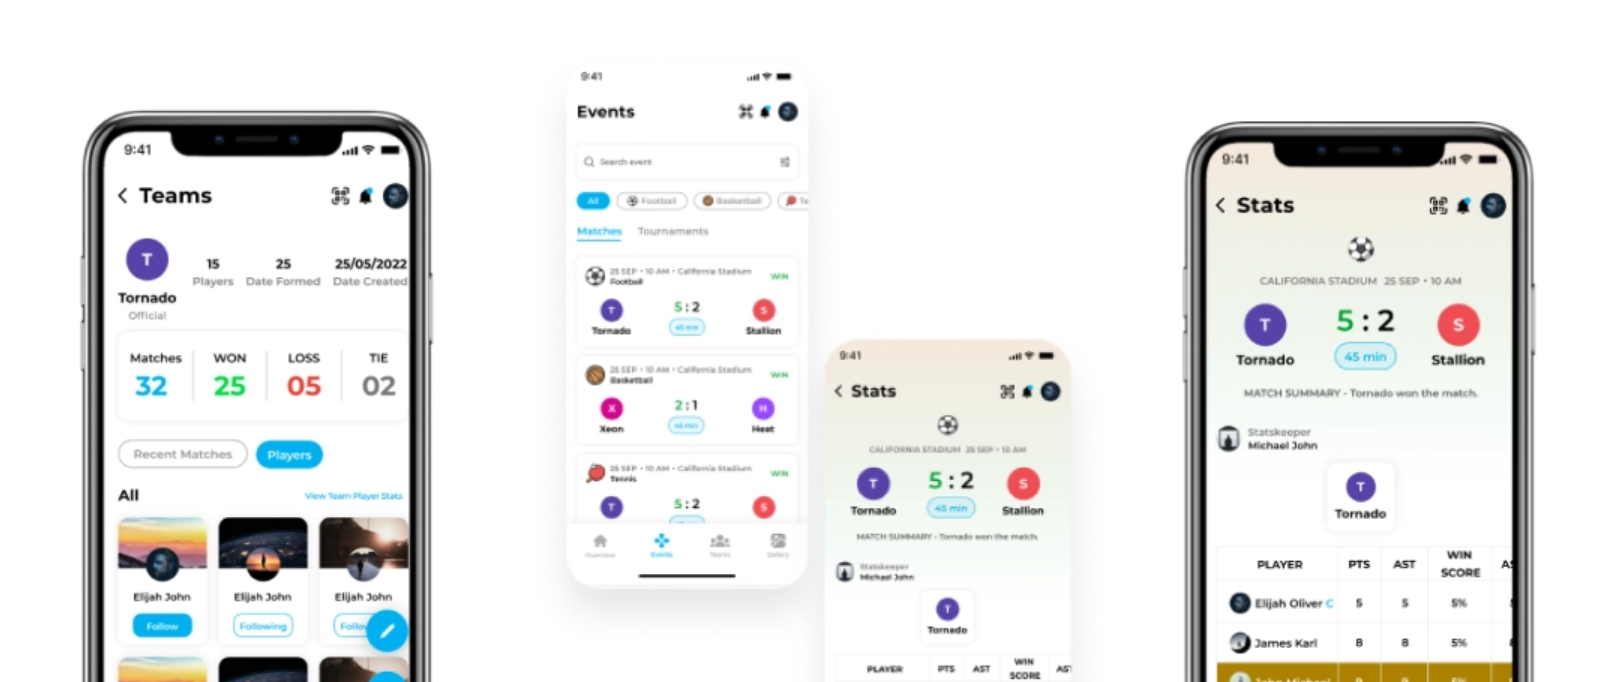 9:41
Teams
T
Tornado
Official
15
Players
25
Date Formed
25/05/2022
Date Created
Matches
32
WON
25
LOSS
05
TIE
02
Recent Matches
Players
All
View Team Player Stats
Elijah John
Elijah John
Elijah John
Follow
Following
Follo
9:41
Events
Search event
All
Football
Basketball
Te
Matches
Tournaments
25 SEP • 10 AM • California Stadium
WIN
Football
T
5 : 2
S
Tornado
45 min
Stallion
25 SEP • 10 AM • California Stadium
WIN
Basketball
X
2 : 1
H
Xeon
45 min
Heat
25 SEP • 10 AM • California Stadium
WIN
Tennis
T
5 : 2
S
Overview
Events
Teams
Gallery
9:41
Stats
CALIFORNIA STADIUM 25 SEP • 10 AM
T
5 : 2
S
Tornado
45 min
Stallion
MATCH SUMMARY - Tornado won the match.
Statskeeper
Michael John
T
Tornado
PLAYER
PTS
AST
WIN
SCORE
AST
9:41
Stats
CALIFORNIA STADIUM 25 SEP • 10 AM
T
5 : 2
S
Tornado
45 min
Stallion
MATCH SUMMARY - Tornado won the match.
Statskeeper
Michael John
T
Tornado
PLAYER PTS AST WIN SCORE AS
Elijah Oliver C 5 5 5%
James Karl 8 8 5%